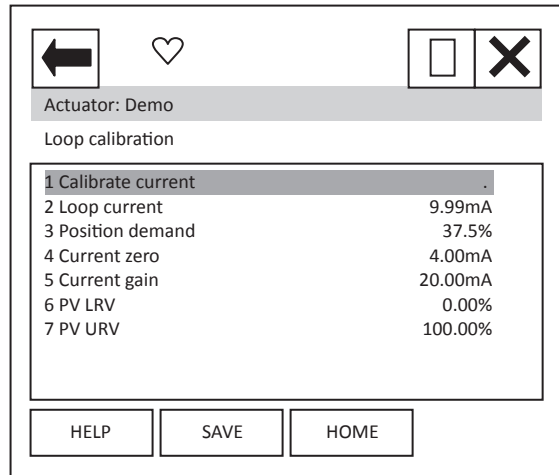 Actuator: Demo
Loop calibration
1 Calibrate current .
2 Loop current 9.99mA
3 Position demand 37.5%
4 Current zero 4.00mA
5 Current gain 20.00mA
6 PV LRV 0.00%
7 PV URV 100.00%
HELP SAVE HOME